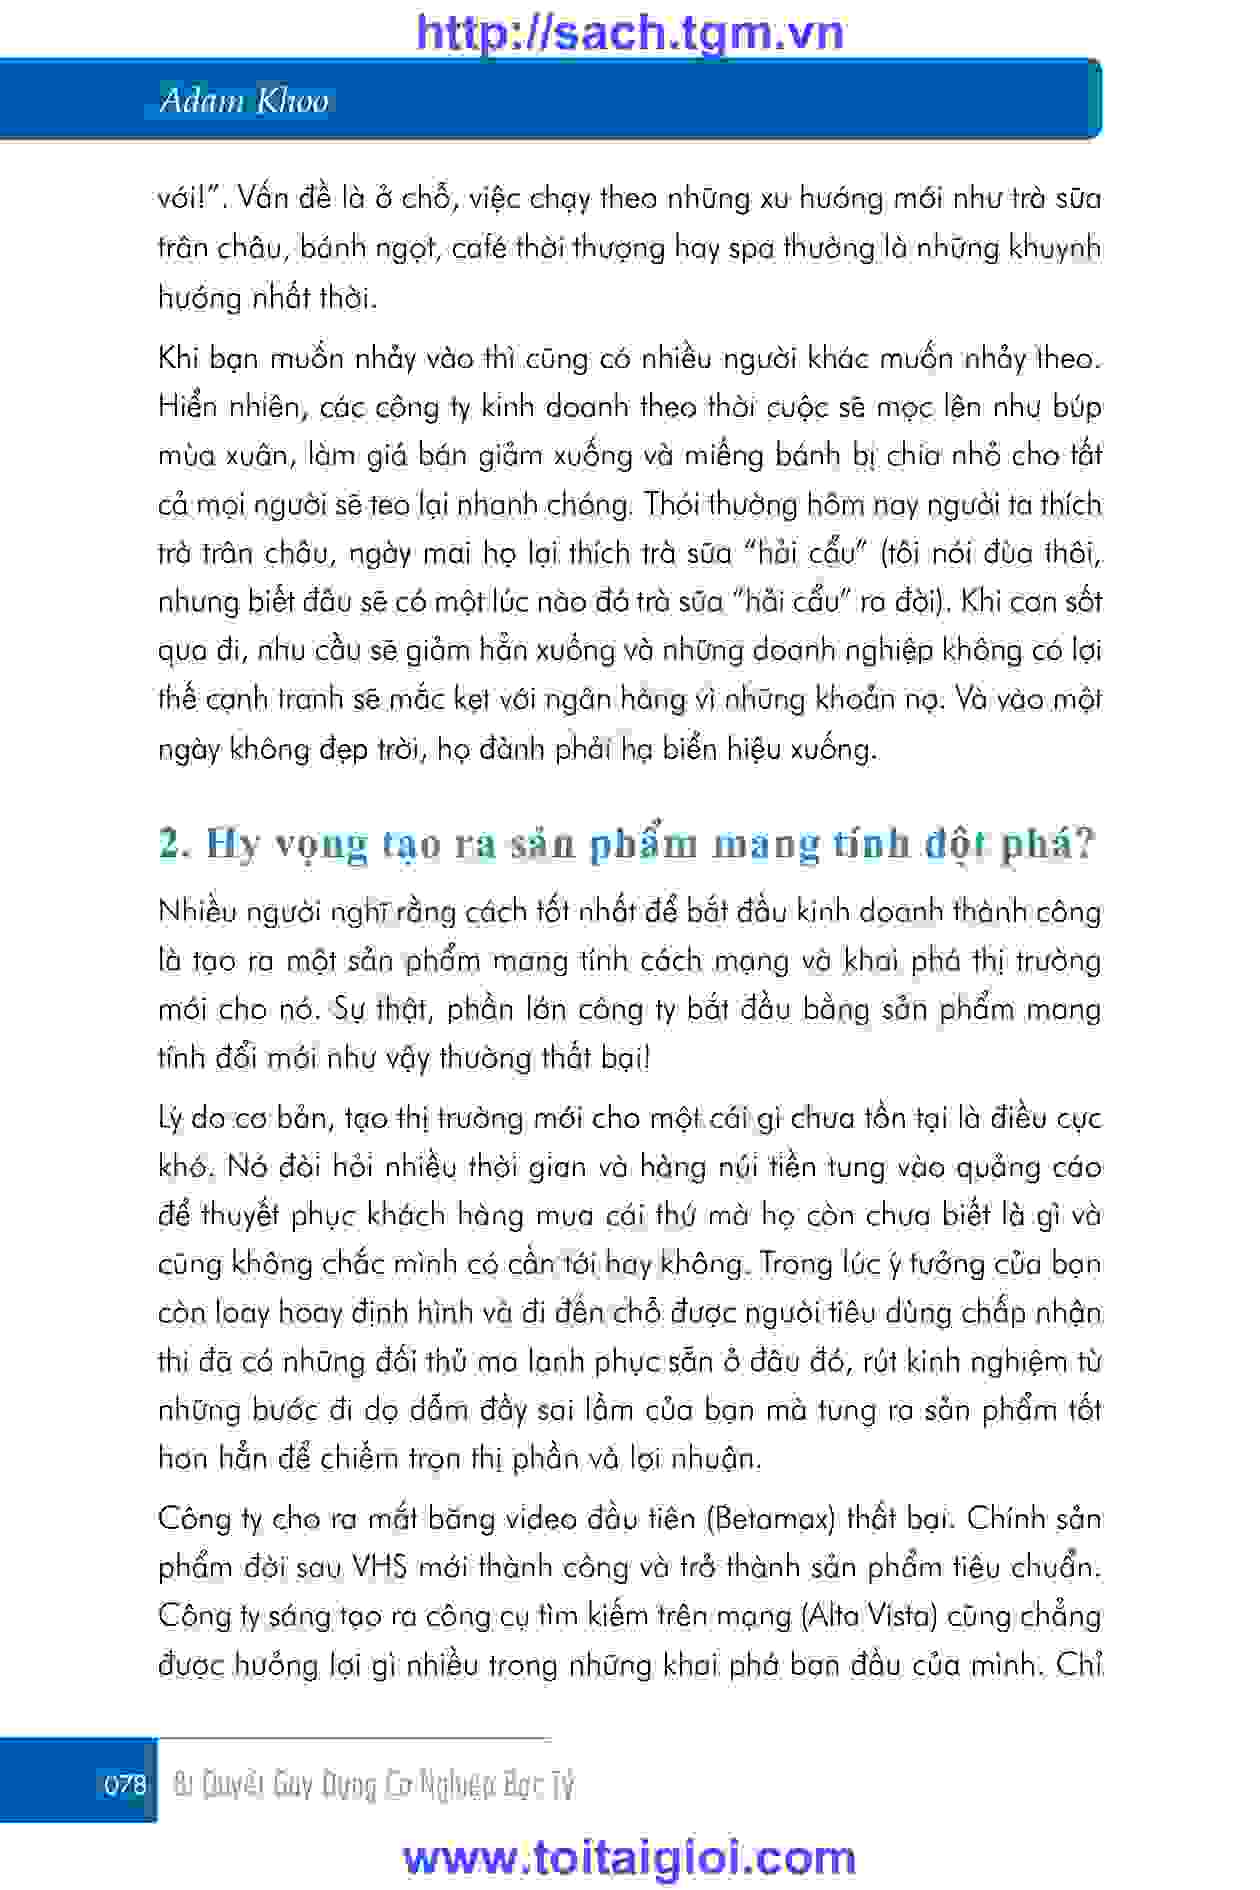 http://sach.tgm.vn
Adam Khoo
với!”. Vấn đề là ở chỗ, việc chạy theo những xu hướng mới như trà sữa
trân châu, bánh ngọt, café thời thượng hay spa thường là những khuynh
hướng nhất thời.
Khi bạn muốn nhảy vào thì cũng có nhiều người khác muốn nhảy theo.
Hiển nhiên, các công ty kinh doanh theo thời cuộc sẽ mọc lên như búp
mùa xuân, làm giá bán giảm xuống và miếng bánh bị chia nhỏ cho tất
cả mọi người sẽ teo lại nhanh chóng. Thói thường hôm nay người ta thích
trà trân châu, ngày mai họ lại thích trà sữa “hải cẩu” (tôi nói đùa thôi,
nhưng biết đâu sẽ có một lúc nào đó trà sữa “hải cẩu” ra đời). Khi cơn sốt
qua đi, nhu cầu sẽ giảm hẳn xuống và những doanh nghiệp không có lợi
thế cạnh tranh sẽ mắc kẹt với ngân hàng vì những khoản nợ. Và vào một
ngày không đẹp trời, họ đành phải hạ biển hiệu xuống.
2. Hy vọng tạo ra sản phẩm mang tính đột phá?
Nhiều người nghĩ rằng cách tốt nhất để bắt đầu kinh doanh thành công
là tạo ra một sản phẩm mang tính cách mạng và khai phá thị trường
mới cho nó. Sự thật, phần lớn công ty bắt đầu bằng sản phẩm mang
tính đổi mới như vậy thường thất bại!
Lý do cơ bản, tạo thị trường mới cho một cái gì chưa tồn tại là điều cực
khó. Nó đòi hỏi nhiều thời gian và hàng núi tiền tung vào quảng cáo
để thuyết phục khách hàng mua cái thứ mà họ còn chưa biết là gì và
cũng không chắc mình có cần tới hay không. Trong lúc ý tưởng của bạn
còn loay hoay định hình và đi đến chỗ được người tiêu dùng chấp nhận
thì đã có những đối thủ ma lanh phục sẵn ở đâu đó, rút kinh nghiệm từ
những bước đi dọ dẫm đầy sai lầm của bạn mà tung ra sản phẩm tốt
hơn hẳn để chiếm trọn thị phần và lợi nhuận.
Công ty cho ra mắt băng video đầu tiên (Betamax) thất bại. Chính sản
phẩm đời sau VHS mới thành công và trở thành sản phẩm tiêu chuẩn.
Công ty sáng tạo ra công cụ tìm kiếm trên mạng (Alta Vista) cũng chẳng
được hưởng lợi gì nhiều trong những khai phá ban đầu của mình. Chỉ
078 Bí Quyết Gây Dựng Cơ Nghiệp Bạc Tỷ
www.toitaigioi.com